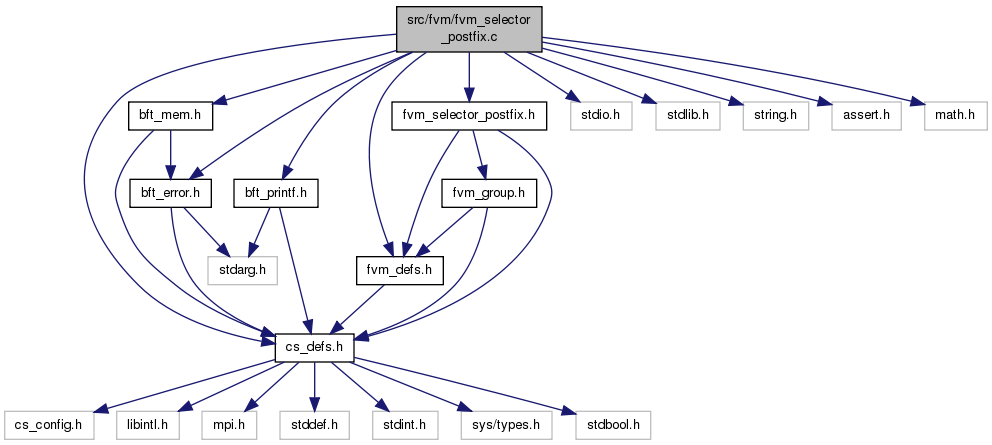 src/fvm/fvm_selector
_postfix.c
bft_mem.h
fvm_selector_postfix.h
stdio.h
stdlib.h
string.h
assert.h
math.h
bft_error.h
bft_printf.h
fvm_group.h
stdarg.h
fvm_defs.h
cs_defs.h
cs_config.h
libintl.h
mpi.h
stddef.h
stdint.h
sys/types.h
stdbool.h